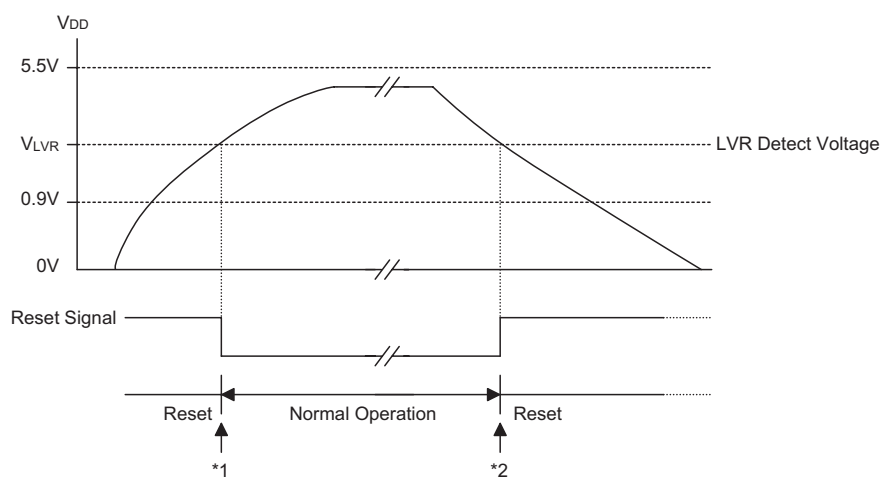 VDD
5.5V
VLVR
LVR Detect Voltage
0.9V
0V
Reset Signal
Reset
Normal Operation
Reset
*1
*2